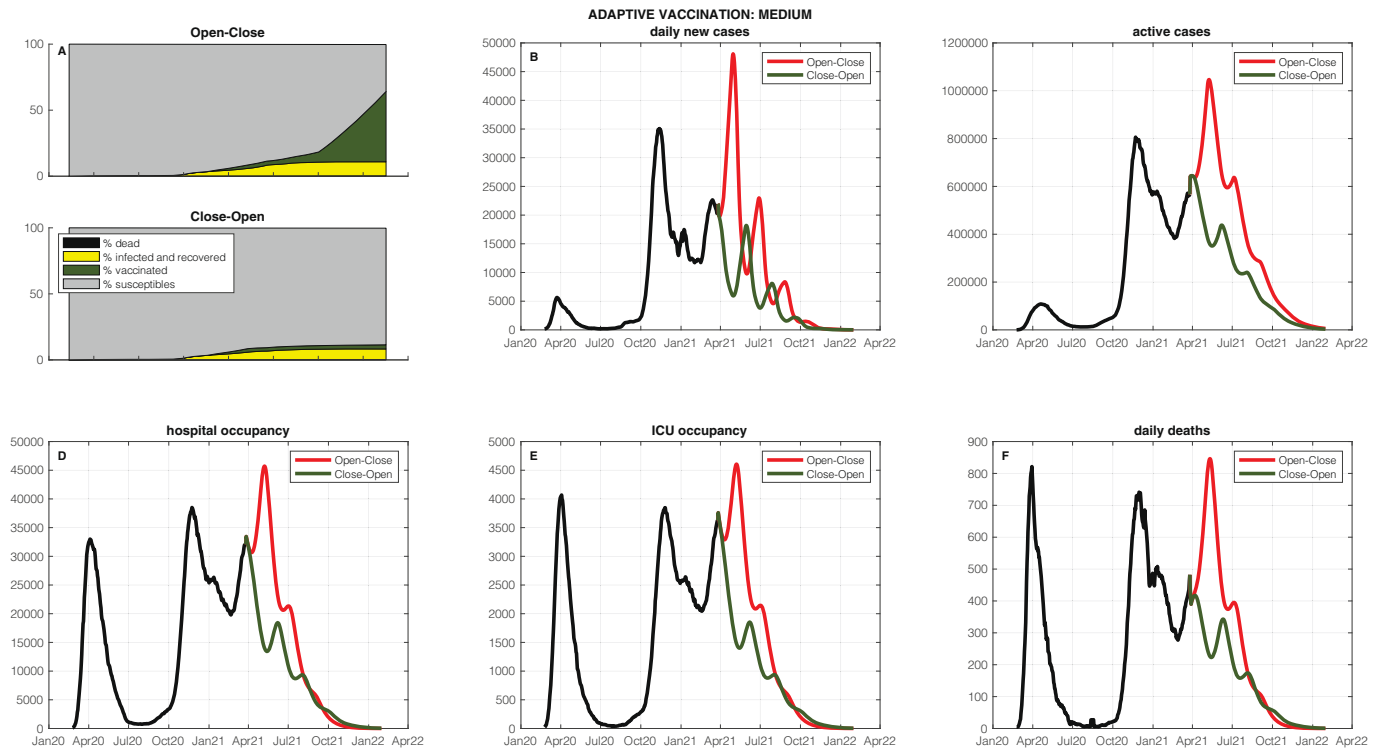 ADAPTIVE VACCINATION: MEDIUM
Open-Close
A
100
50
0
Close-Open
100
50
0
% dead
% infected and recovered
% vaccinated
% susceptibles
daily new cases
B
50000
45000
40000
35000
30000
25000
20000
15000
10000
5000
0
Open-Close
Close-Open
Jan20 Apr20 Jul20 Oct20 Jan21 Apr21 Jul21 Oct21 Jan22 Apr22
active cases
1200000
1000000
800000
600000
400000
200000
0
Open-Close
Close-Open
Jan20 Apr20 Jul20 Oct20 Jan21 Apr21 Jul21 Oct21 Jan22 Apr22
hospital occupancy
D
50000
45000
40000
35000
30000
25000
20000
15000
10000
5000
0
Open-Close
Close-Open
Jan20 Apr20 Jul20 Oct20 Jan21 Apr21 Jul21 Oct21 Jan22 Apr22
ICU occupancy
E
5000
4500
4000
3500
3000
2500
2000
1500
1000
500
0
Open-Close
Close-Open
Jan20 Apr20 Jul20 Oct20 Jan21 Apr21 Jul21 Oct21 Jan22 Apr22
daily deaths
F
900
800
700
600
500
400
300
200
100
0
Open-Close
Close-Open
Jan20 Apr20 Jul20 Oct20 Jan21 Apr21 Jul21 Oct21 Jan22 Apr22